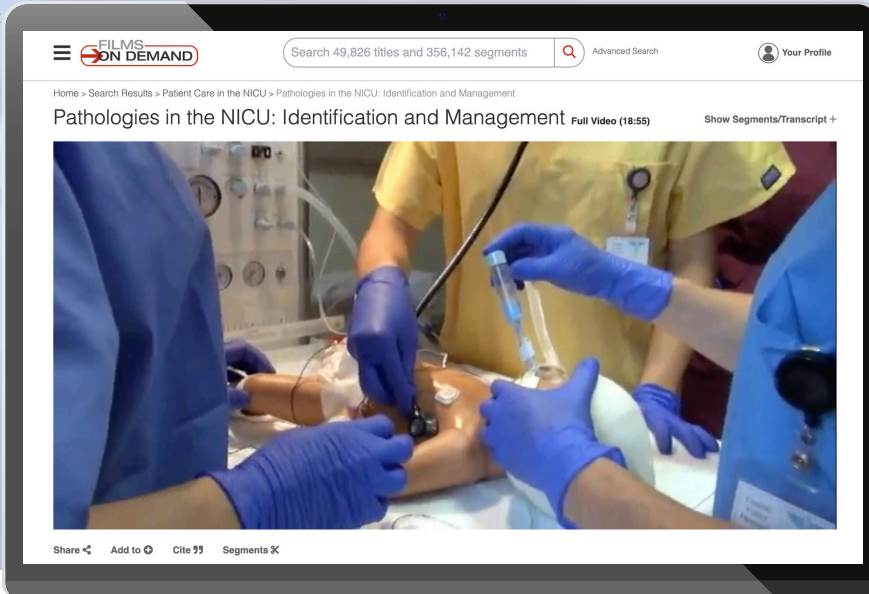 FILMS
ON DEMAND
Search 49,826 titles and 356,142 segments
Advanced Search
Your Profile
Home > Search Results > Patient Care in the NICU > Pathologies in the NICU: Identification and Management
Pathologies in the NICU: Identification and Management Full Video (18:55)
Show Segments/Transcript +
Share
Add to
Cite
Segments